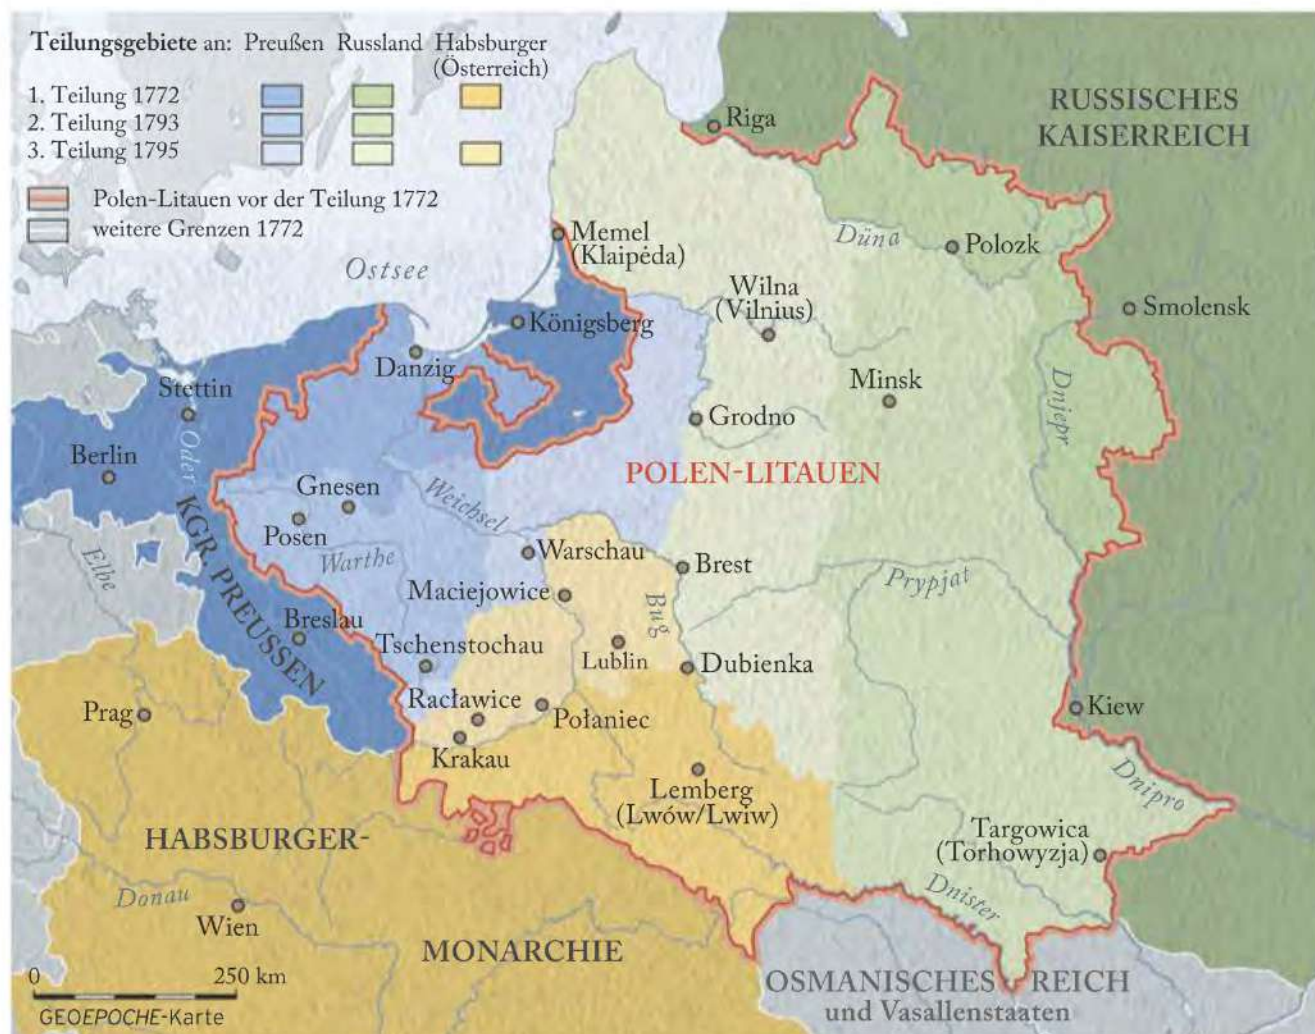 Teilungsgebiete an: Preußen Russland Habsburger
(Österreich)
1. Teilung 1772
2. Teilung 1793
3. Teilung 1795
Polen-Litauen vor der Teilung 1772
weitere Grenzen 1772
RUSSISCHES
KAISERREICH
Riga
Memel
(Klaipėda)
Düna
Polozk
Ostsee
Wilna
(Vilnius)
Smolensk
Königsberg
Danzig
Stettin
Minsk
Dnjepr
Grodno
Berlin
Oder
POLEN-LITAUEN
Gnesen
Weichsel
Posen
KGR. PREUSSEN
Elbe
Warthe
Warschau
Brest
Prypjat
Maciejowice
Bug
Breslau
Tschenstochau
Lublin
Dubienka
Racławice
Połaniec
Prag
Kiew
Krakau
Lemberg
(Lwów/Lwiw)
Dnipro
HABSBURGER-
Targowica
(Torhowyzja)
Donau
Dnister
Wien
MONARCHIE
OSMANISCHES REICH
und Vasallenstaaten
0 250 km
GEOEPOCHE-Karte